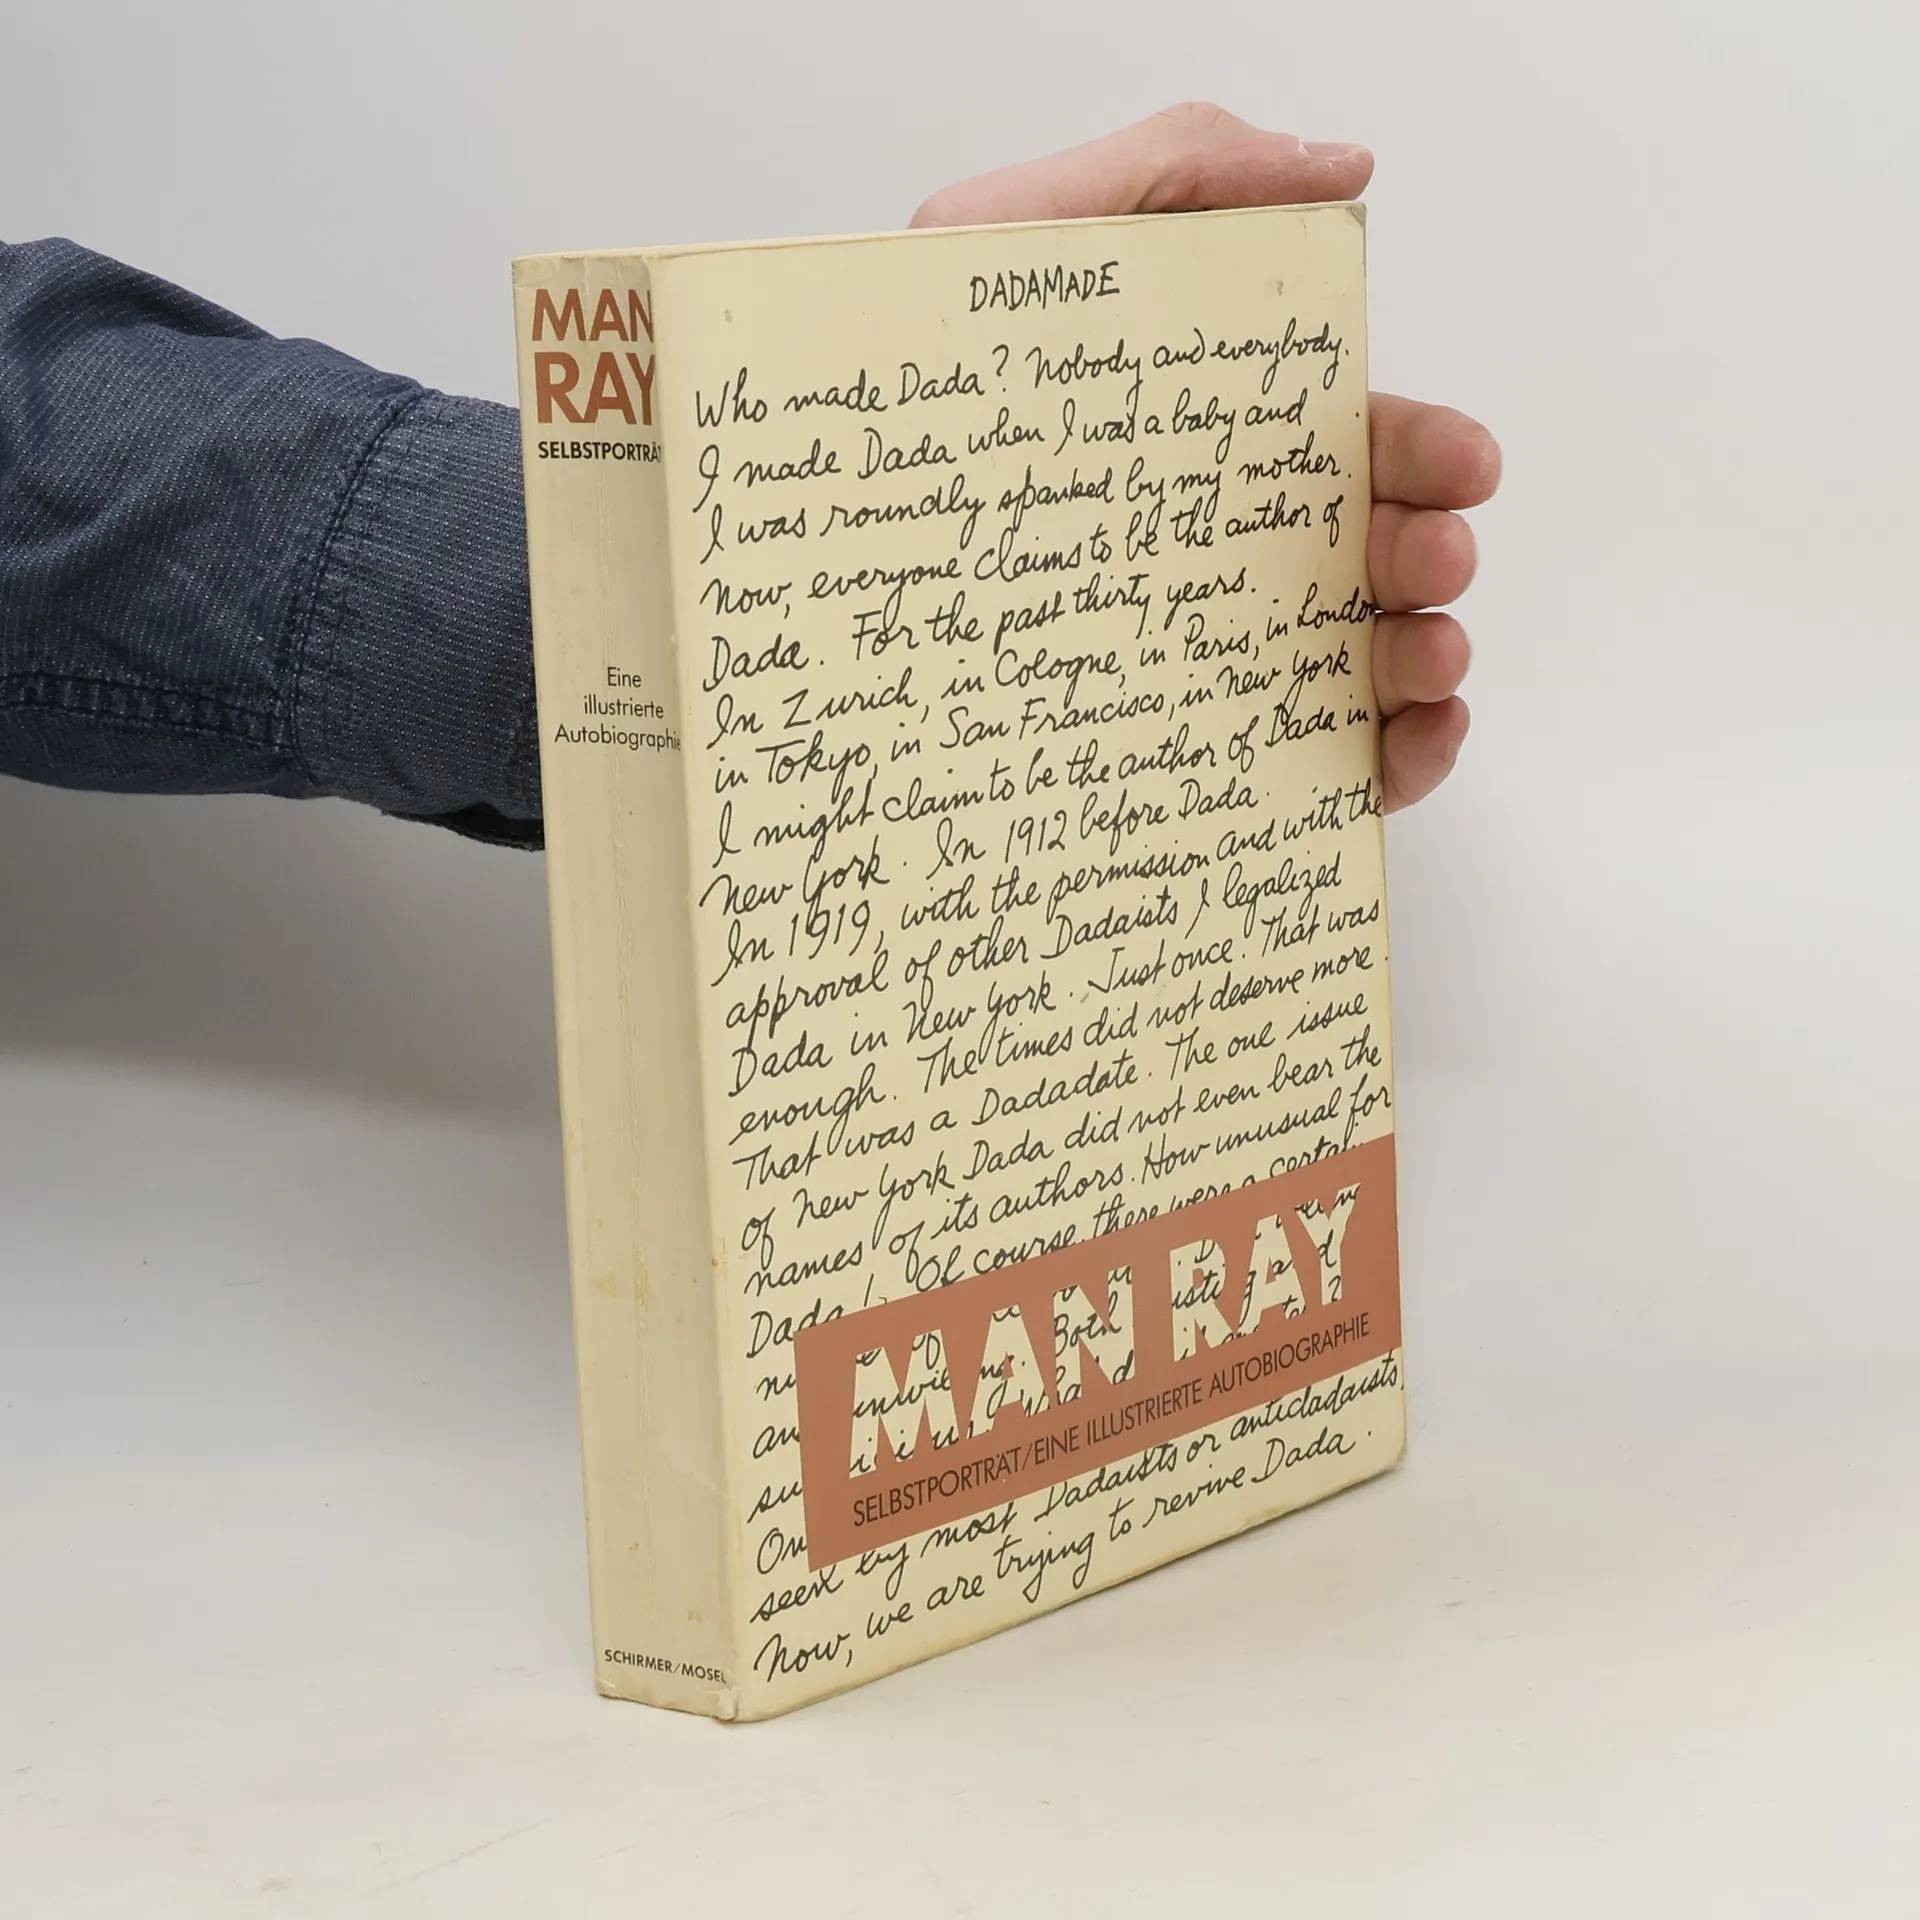 MAN
RAY
SELBSTPORTRÄT
Eine
illustrierte
Autobiographie
SCHIRMER/MOSEL
DADAMADE
Who made Dada? Nobody and everybody.
I made Dada when I was a baby and
I was roundly spanked by my mother.
Now, everyone claims to be the author of
Dada. For the past thirty years.
In Zurich, in Cologne, in Paris, in London
in Tokyo, in San Francisco, in New York
I might claim to be the author of Dada in
New York. In 1912 before Dada.
In 1919, with the permission and with the
approval of other Dadaists I legalized
Dada in New York. Just once. That was
enough. The times did not deserve more.
That was a Dadadate. The one issue
of New York Dada did not even bear the
names of its authors. How unusual for
Dada! Of course there were a certain
MAN RAY
SELBSTPORTRÄT/EINE ILLUSTRIERTE AUTOBIOGRAPHIE
seen by most Dadaists or antidadaists.
Now, we are trying to revive Dada.